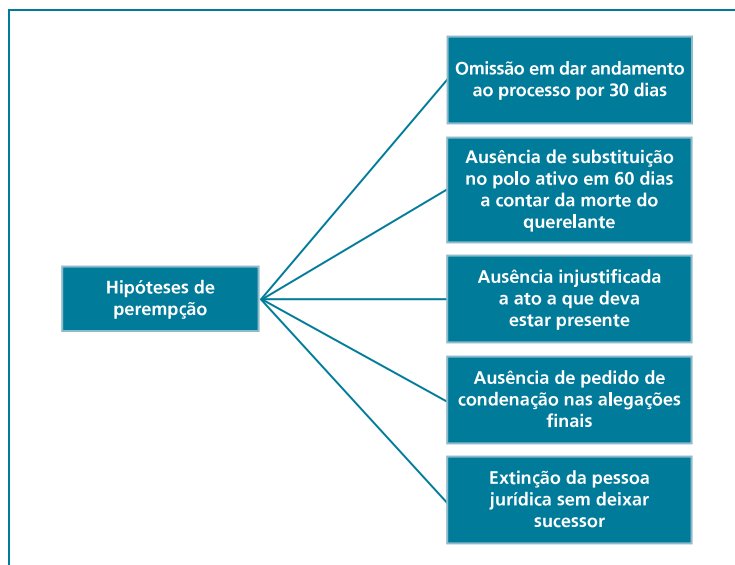 Hipóteses de
perempção
Omissão em dar andamento
ao processo por 30 dias
Ausência de substituição
no polo ativo em 60 dias
a contar da morte do
querelante
Ausência injustificada
a ato a que deva
estar presente
Ausência de pedido de
condenação nas alegações
finais
Extinção da pessoa
jurídica sem deixar
sucessor